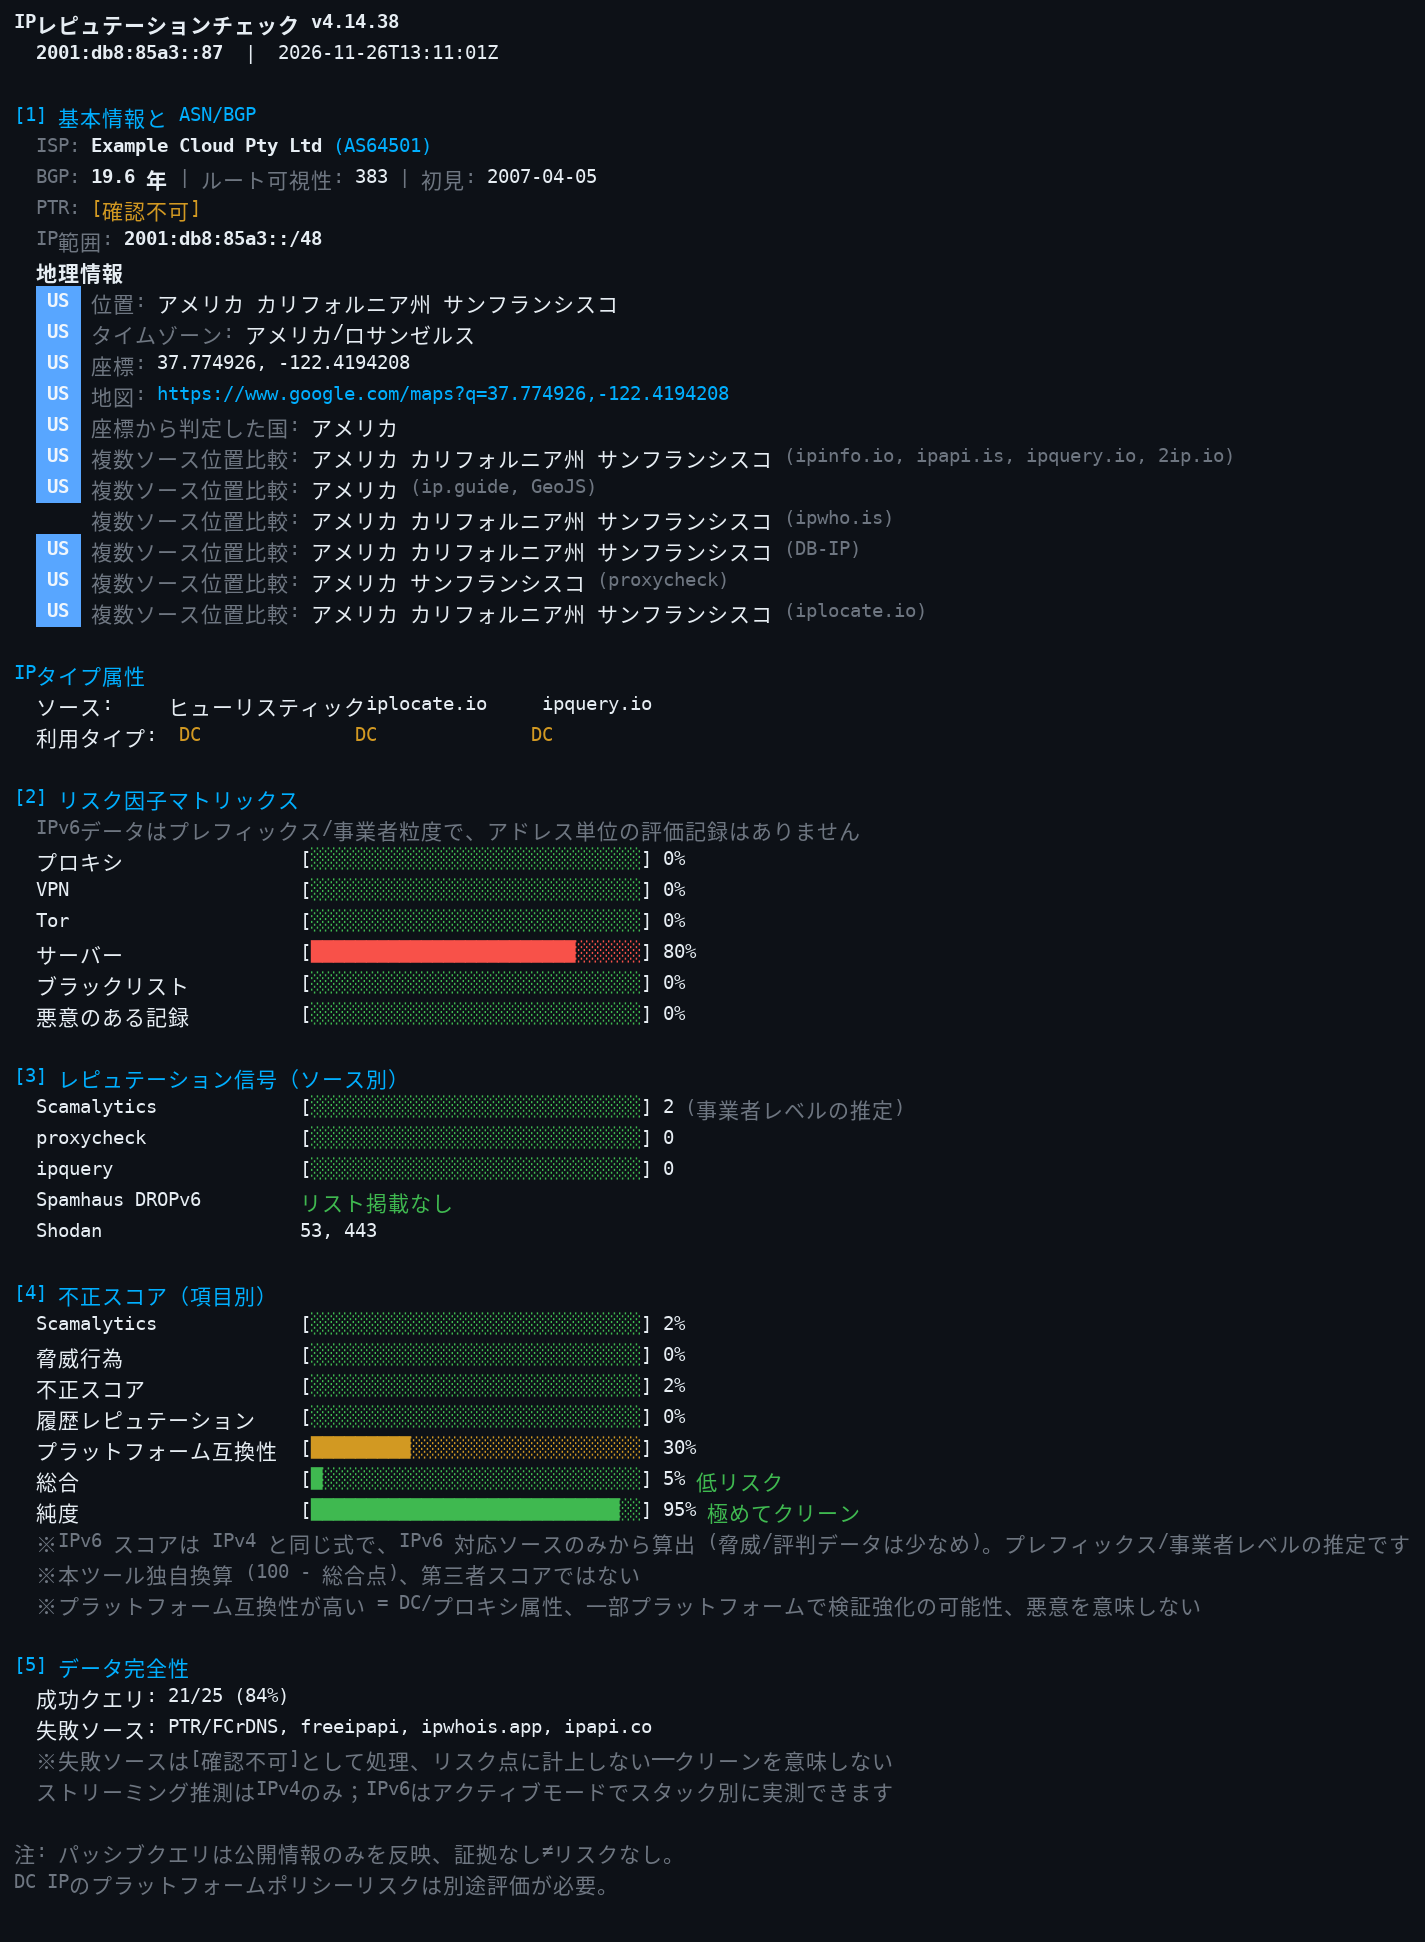 IPレピュテーションチェック v4.14.38
2001:db8:85a3::87 | 2026-11-26T13:11:01Z
[1] 基本情報と ASN/BGP
ISP: Example Cloud Pty Ltd (AS64501)
BGP: 19.6 年 | ルート可視性: 383 | 初見: 2007-04-05
PTR: [確認不可]
IP範囲: 2001:db8:85a3::/48
地理情報
US 位置: アメリカ カリフォルニア州 サンフランシスコ
US タイムゾーン: アメリカ/ロサンゼルス
US 座標: 37.774926, -122.4194208
US 地図: https://www.google.com/maps?q=37.774926,-122.4194208
US 座標から判定した国: アメリカ
US 複数ソース位置比較: アメリカ カリフォルニア州 サンフランシスコ (ipinfo.io, ipapi.is, ipquery.io, 2ip.io)
US 複数ソース位置比較: アメリカ (ip.guide, GeoJS)
複数ソース位置比較: アメリカ カリフォルニア州 サンフランシスコ (ipwho.is)
US 複数ソース位置比較: アメリカ カリフォルニア州 サンフランシスコ (DB-IP)
US 複数ソース位置比較: アメリカ サンフランシスコ (proxycheck)
US 複数ソース位置比較: アメリカ カリフォルニア州 サンフランシスコ (iplocate.io)
IPタイプ属性
ソース: ヒューリスティックiplocate.io ipquery.io
利用タイプ: DC DC DC
[2] リスク因子マトリックス
IPv6データはプレフィックス/事業者粒度で、アドレス単位の評価記録はありません
プロキシ [░░░░░░░░░░░░░░░░░░░░░░░░░░░░░░] 0%
VPN [░░░░░░░░░░░░░░░░░░░░░░░░░░░░░░] 0%
Tor [░░░░░░░░░░░░░░░░░░░░░░░░░░░░░░] 0%
サーバー [████████████████████████░░░░░░] 80%
ブラックリスト [░░░░░░░░░░░░░░░░░░░░░░░░░░░░░░] 0%
悪意のある記録 [░░░░░░░░░░░░░░░░░░░░░░░░░░░░░░] 0%
[3] レピュテーション信号（ソース別）
Scamalytics [░░░░░░░░░░░░░░░░░░░░░░░░░░░░░░] 2 (事業者レベルの推定)
proxycheck [░░░░░░░░░░░░░░░░░░░░░░░░░░░░░░] 0
ipquery [░░░░░░░░░░░░░░░░░░░░░░░░░░░░░░] 0
Spamhaus DROPv6 リスト掲載なし
Shodan 53, 443
[4] 不正スコア（項目別）
Scamalytics [░░░░░░░░░░░░░░░░░░░░░░░░░░░░░░] 2%
脅威行為 [░░░░░░░░░░░░░░░░░░░░░░░░░░░░░░] 0%
不正スコア [░░░░░░░░░░░░░░░░░░░░░░░░░░░░░░] 2%
履歴レピュテーション [░░░░░░░░░░░░░░░░░░░░░░░░░░░░░░] 0%
プラットフォーム互換性 [█████████░░░░░░░░░░░░░░░░░░░░░] 30%
総合 [█░░░░░░░░░░░░░░░░░░░░░░░░░░░░░] 5% 低リスク
純度 [████████████████████████████░░] 95% 極めてクリーン
※IPv6 スコアは IPv4 と同じ式で、IPv6 対応ソースのみから算出 (脅威/評判データは少なめ)。プレフィックス/事業者レベルの推定です
※本ツール独自換算 (100 - 総合点)、第三者スコアではない
※プラットフォーム互換性が高い = DC/プロキシ属性、一部プラットフォームで検証強化の可能性、悪意を意味しない
[5] データ完全性
成功クエリ: 21/25 (84%)
失敗ソース: PTR/FCrDNS, freeipapi, ipwhois.app, ipapi.co
※失敗ソースは[確認不可]として処理、リスク点に計上しない──クリーンを意味しない
ストリーミング推測はIPv4のみ；IPv6はアクティブモードでスタック別に実測できます
注: パッシブクエリは公開情報のみを反映、証拠なし≠リスクなし。
DC IPのプラットフォームポリシーリスクは別途評価が必要。